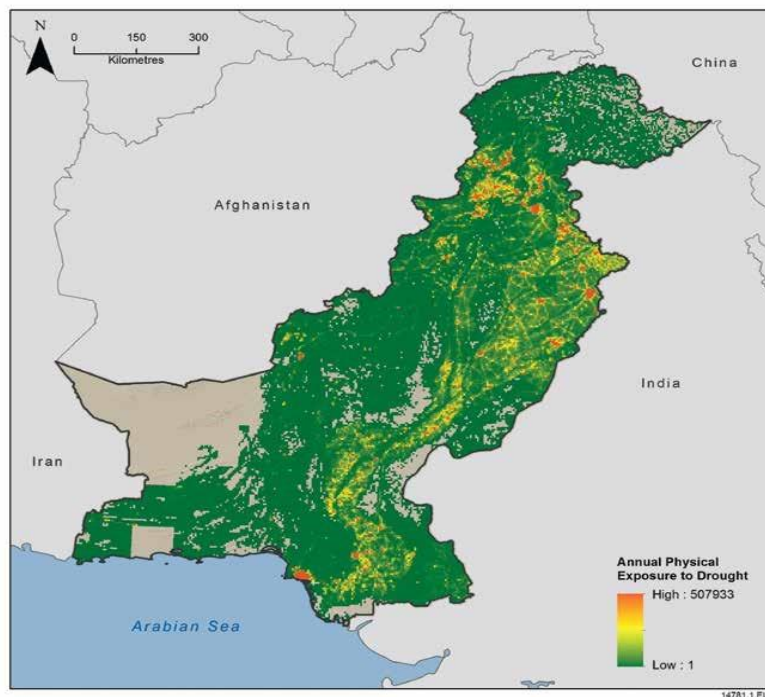 N
0 150 300
Kilometres
China
Afghanistan
India
Iran
Arabian Sea
Annual Physical
Exposure to Drought
High : 507933
Low : 1